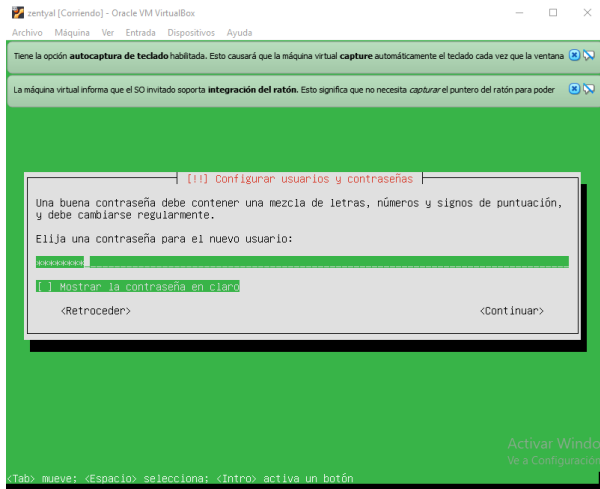 zentyal [Corriendo] - Oracle VM VirtualBox
Archivo Máquina Ver Entrada Dispositivos Ayuda
Tiene la opción autocaptura de teclado habilitada. Esto causará que la máquina virtual capture automáticamente el teclado cada vez que la ventana
La máquina virtual informa que el SO invitado soporta integración del ratón. Esto significa que no necesita capturar el puntero del ratón para poder
[!!] Configurar usuarios y contraseñas
Una buena contraseña debe contener una mezcla de letras, números y signos de puntuación,
y debe cambiarse regularmente.
Elija una contraseña para el nuevo usuario:
********
[ ] Mostrar la contraseña en claro
<Retroceder> <Continuar>
Activar Windo
Ve a Configuración
<Tab> mueve; <Espacio> selecciona; <Intro> activa un botón